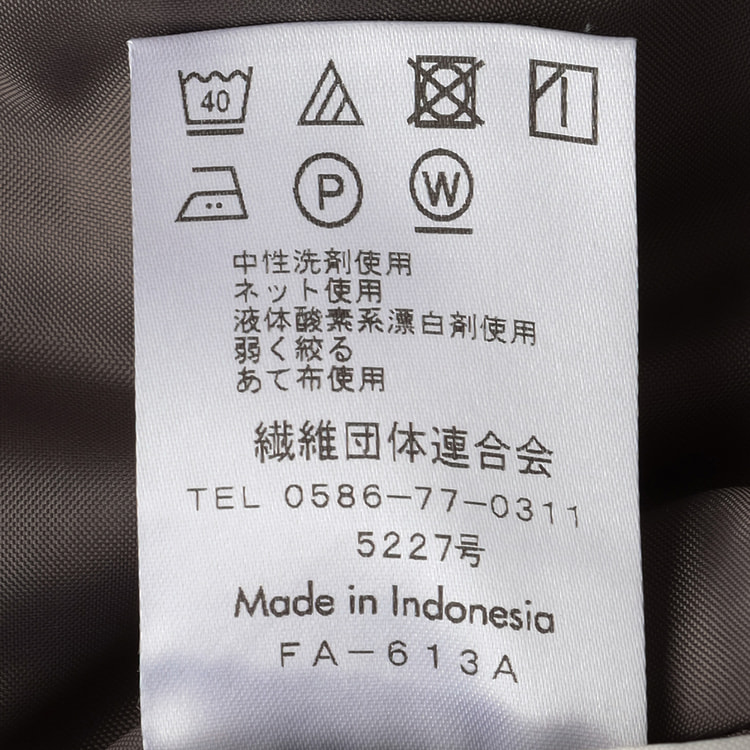 40
P W
中性洗剤使用
ネット使用
液体酸素系漂白剤使用
弱く絞る
あて布使用
繊維団体連合会
TEL 0586-77-0311
5227号
Made in Indonesia
FA-613A